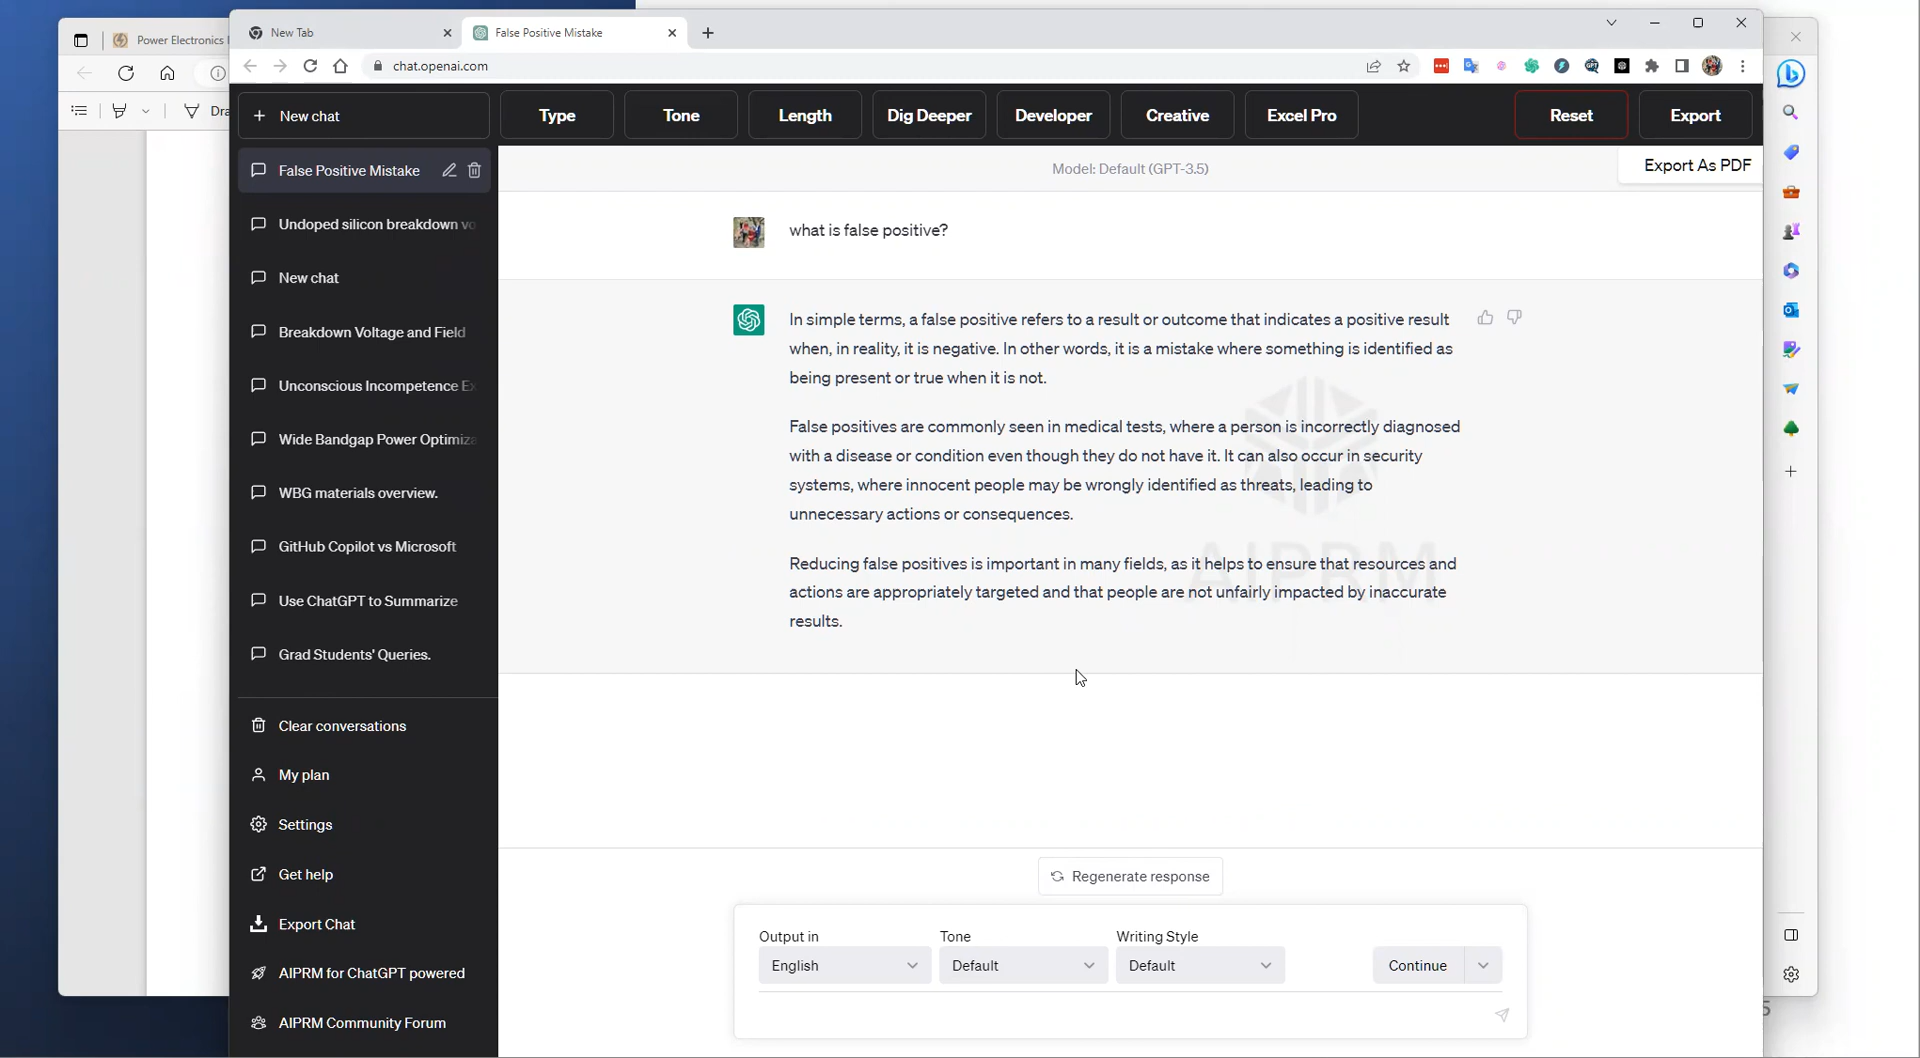 Power Electronics
New Tab
False Positive Mistake
chat.openai.com
Dra
New chat
Type
Tone
Length
Dig Deeper
Developer
Creative
Excel Pro
Reset
Export
Export As PDF
Model: Default (GPT-3.5)
False Positive Mistake
Undoped silicon breakdown vo
New chat
Breakdown Voltage and Field
Unconscious Incompetence Ex
Wide Bandgap Power Optimiza
WBG materials overview.
GitHub Copilot vs Microsoft
Use ChatGPT to Summarize
Grad Students' Queries.
Clear conversations
My plan
Settings
Get help
Export Chat
AIPRM for ChatGPT powered
AIPRM Community Forum
what is false positive?
In simple terms, a false positive refers to a result or outcome that indicates a positive result
when, in reality, it is negative. In other words, it is a mistake where something is identified as
being present or true when it is not.
False positives are commonly seen in medical tests, where a person is incorrectly diagnosed
with a disease or condition even though they do not have it. It can also occur in security
systems, where innocent people may be wrongly identified as threats, leading to
unnecessary actions or consequences.
Reducing false positives is important in many fields, as it helps to ensure that resources and
actions are appropriately targeted and that people are not unfairly impacted by inaccurate
results.
AIPRM
Regenerate response
Output in
Tone
Writing Style
English
Default
Default
Continue
5